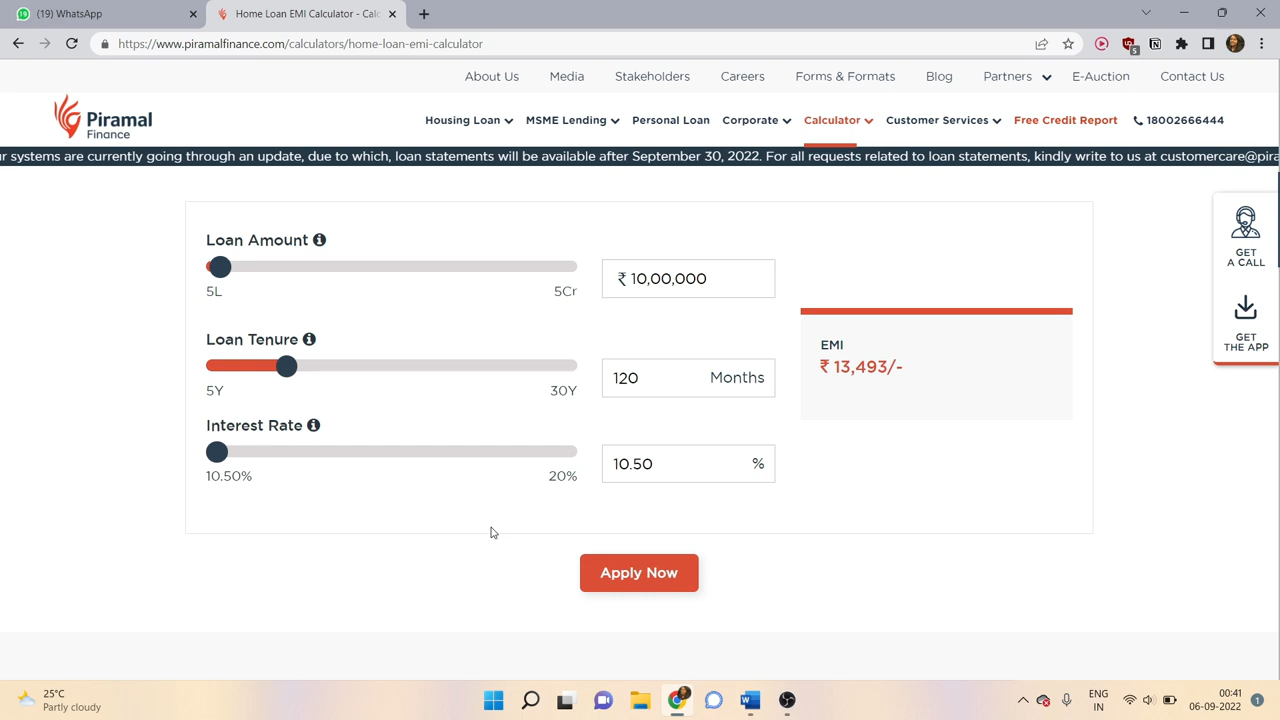 (19) WhatsApp
Home Loan EMI Calculator - Calc
https://www.piramalfinance.com/calculators/home-loan-emi-calculator
5
About Us Media Stakeholders Careers Forms & Formats Blog Partners E-Auction Contact Us
Piramal
Finance
Housing Loan MSME Lending Personal Loan Corporate Calculator Customer Services Free Credit Report 18002666444
ur systems are currently going through an update, due to which, loan statements will be available after September 30, 2022. For all requests related to loan statements, kindly write to us at customercare@pira
GET
A CALL
GET
THE APP
Loan Amount
5L 5Cr
₹ 10,00,000
Loan Tenure
5Y 30Y
120 Months
Interest Rate
10.50% 20%
10.50 %
EMI
₹ 13,493/-
Apply Now
25°C
Partly cloudy
ENG
IN
00:41
06-09-2022
1